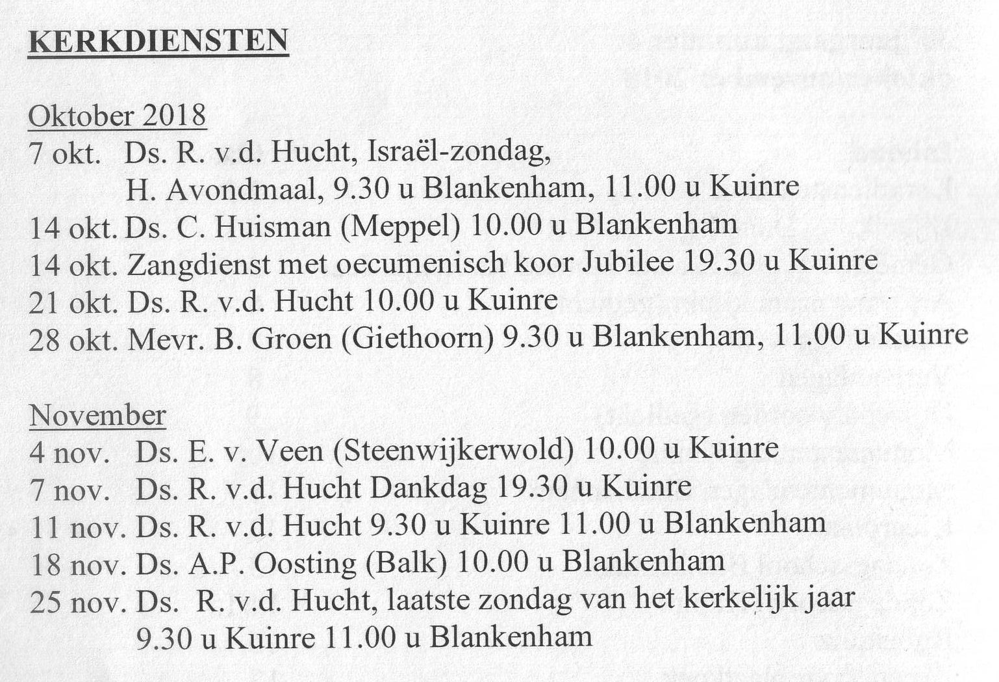 KERKDIENSTEN
Oktober 2018
7 okt. Ds. R. v.d. Hucht, Israël-zondag,
H. Avondmaal, 9.30 u Blankenham, 11.00 u Kuinre
14 okt. Ds. C. Huisman (Meppel) 10.00 u Blankenham
14 okt. Zangdienst met oecumenisch koor Jubilee 19.30 u Kuinre
21 okt. Ds. R. v.d. Hucht 10.00 u Kuinre
28 okt. Mevr. B. Groen (Giethoorn) 9.30 u Blankenham, 11.00 u Kuinre
November
4 nov. Ds. E. v. Veen (Steenwijkerwold) 10.00 u Kuinre
7 nov. Ds. R. v.d. Hucht Dankdag 19.30 u Kuinre
11 nov. Ds. R. v.d. Hucht 9.30 u Kuinre 11.00 u Blankenham
18 nov. Ds. A.P. Oosting (Balk) 10.00 u Blankenham
25 nov. Ds. R. v.d. Hucht, laatste zondag van het kerkelijk jaar
9.30 u Kuinre 11.00 u Blankenham